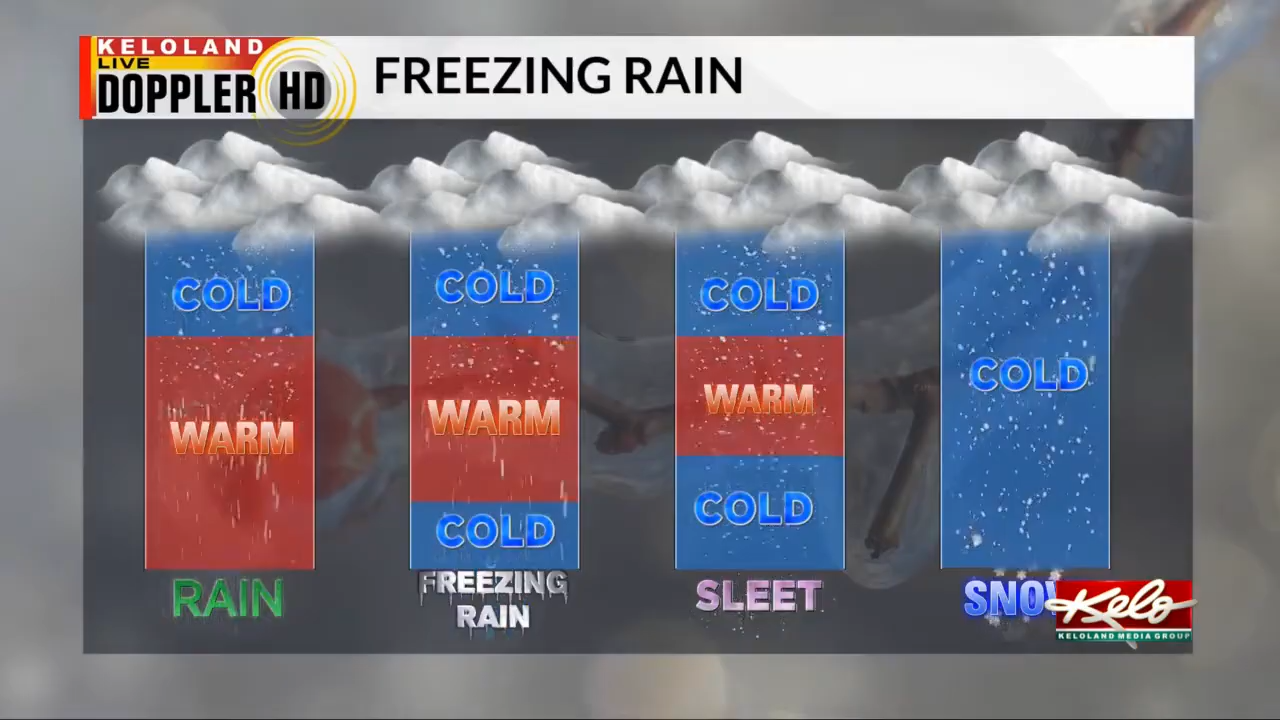 KELOLAND
LIVE
DOPPLER HD
FREEZING RAIN
COLD
WARM
RAIN
COLD
WARM
COLD
FREEZING
RAIN
COLD
WARM
COLD
SLEET
COLD
Kelo
KELOLAND MEDIA GROUP